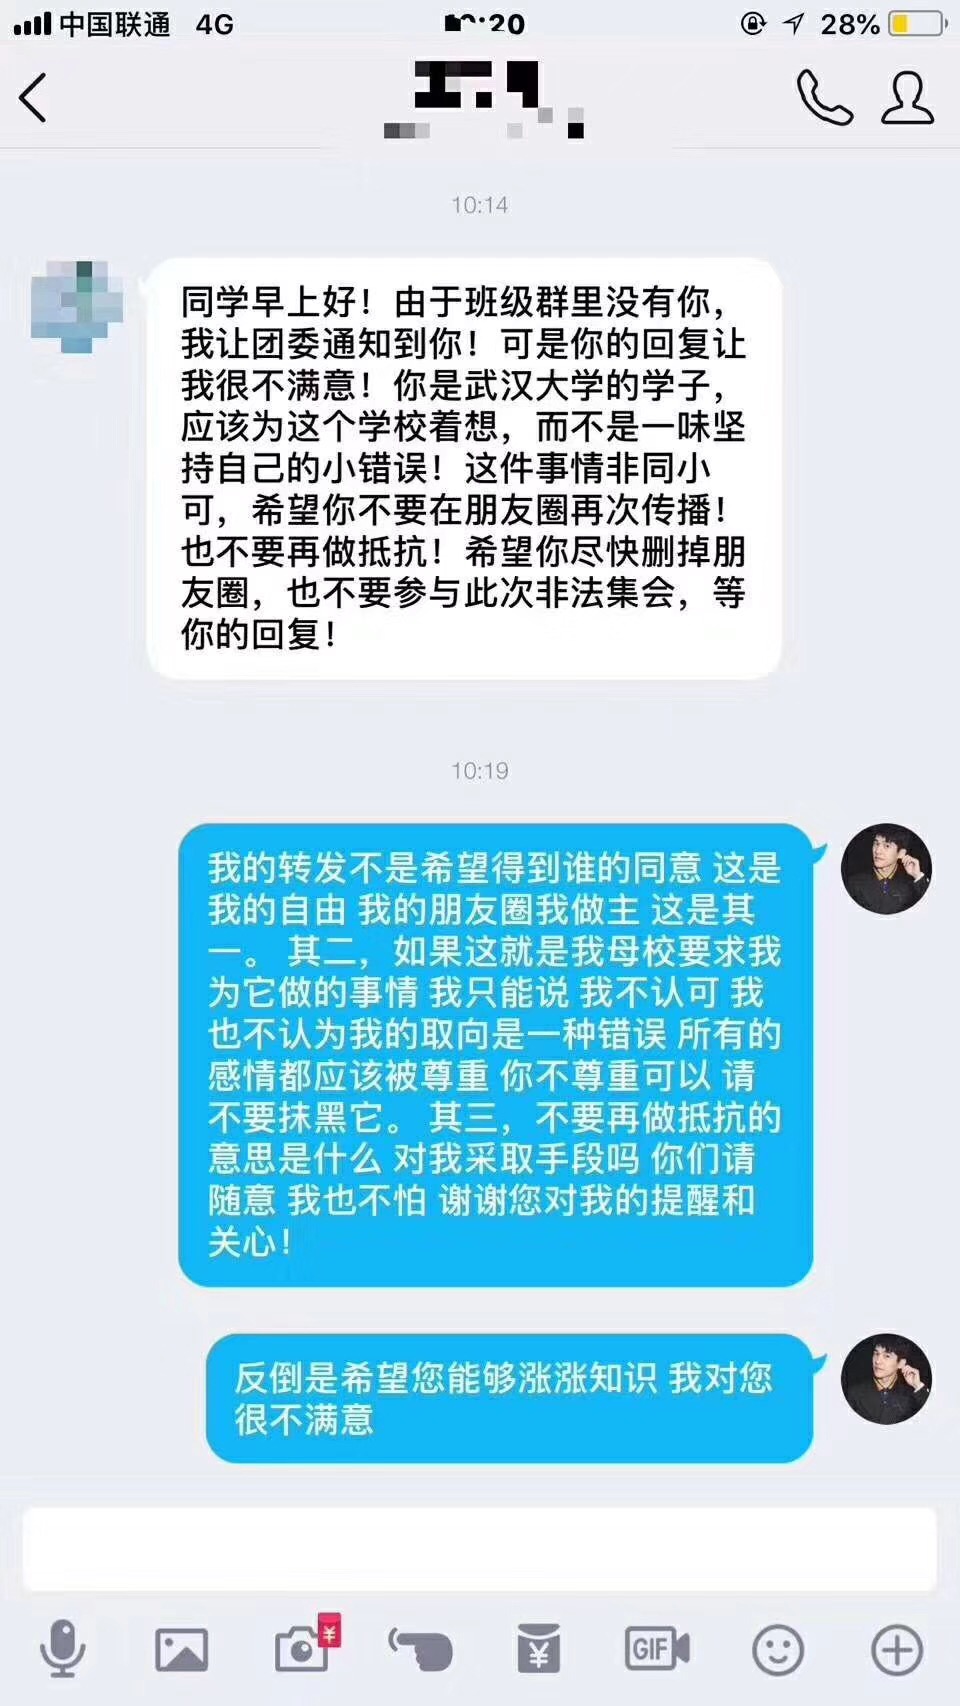 中国联通 4G
28%
10:14
同学早上好！由于班级群里没有你，
我让团委通知到你！可是你的回复让
我很不满意！你是武汉大学的学子，
应该为这个学校着想，而不是一味坚
持自己的小错误！这件事情非同小
可，希望你不要在朋友圈再次传播！
也不要再做抵抗！希望你尽快删掉朋
友圈，也不要参与此次非法集会，等
你的回复！
10:19
我的转发不是希望得到谁的同意 这是
我的自由 我的朋友圈我做主 这是其
一。 其二，如果这就是我母校要求我
为它做的事情 我只能说 我不认可 我
也不认为我的取向是一种错误 所有的
感情都应该被尊重 你不尊重可以 请
不要抹黑它。 其三，不要再做抵抗的
意思是什么 对我采取手段吗 你们请
随意 我也不怕 谢谢您对我的提醒和
关心！
反倒是希望您能够涨涨知识 我对您
很不满意
¥
¥
GIF